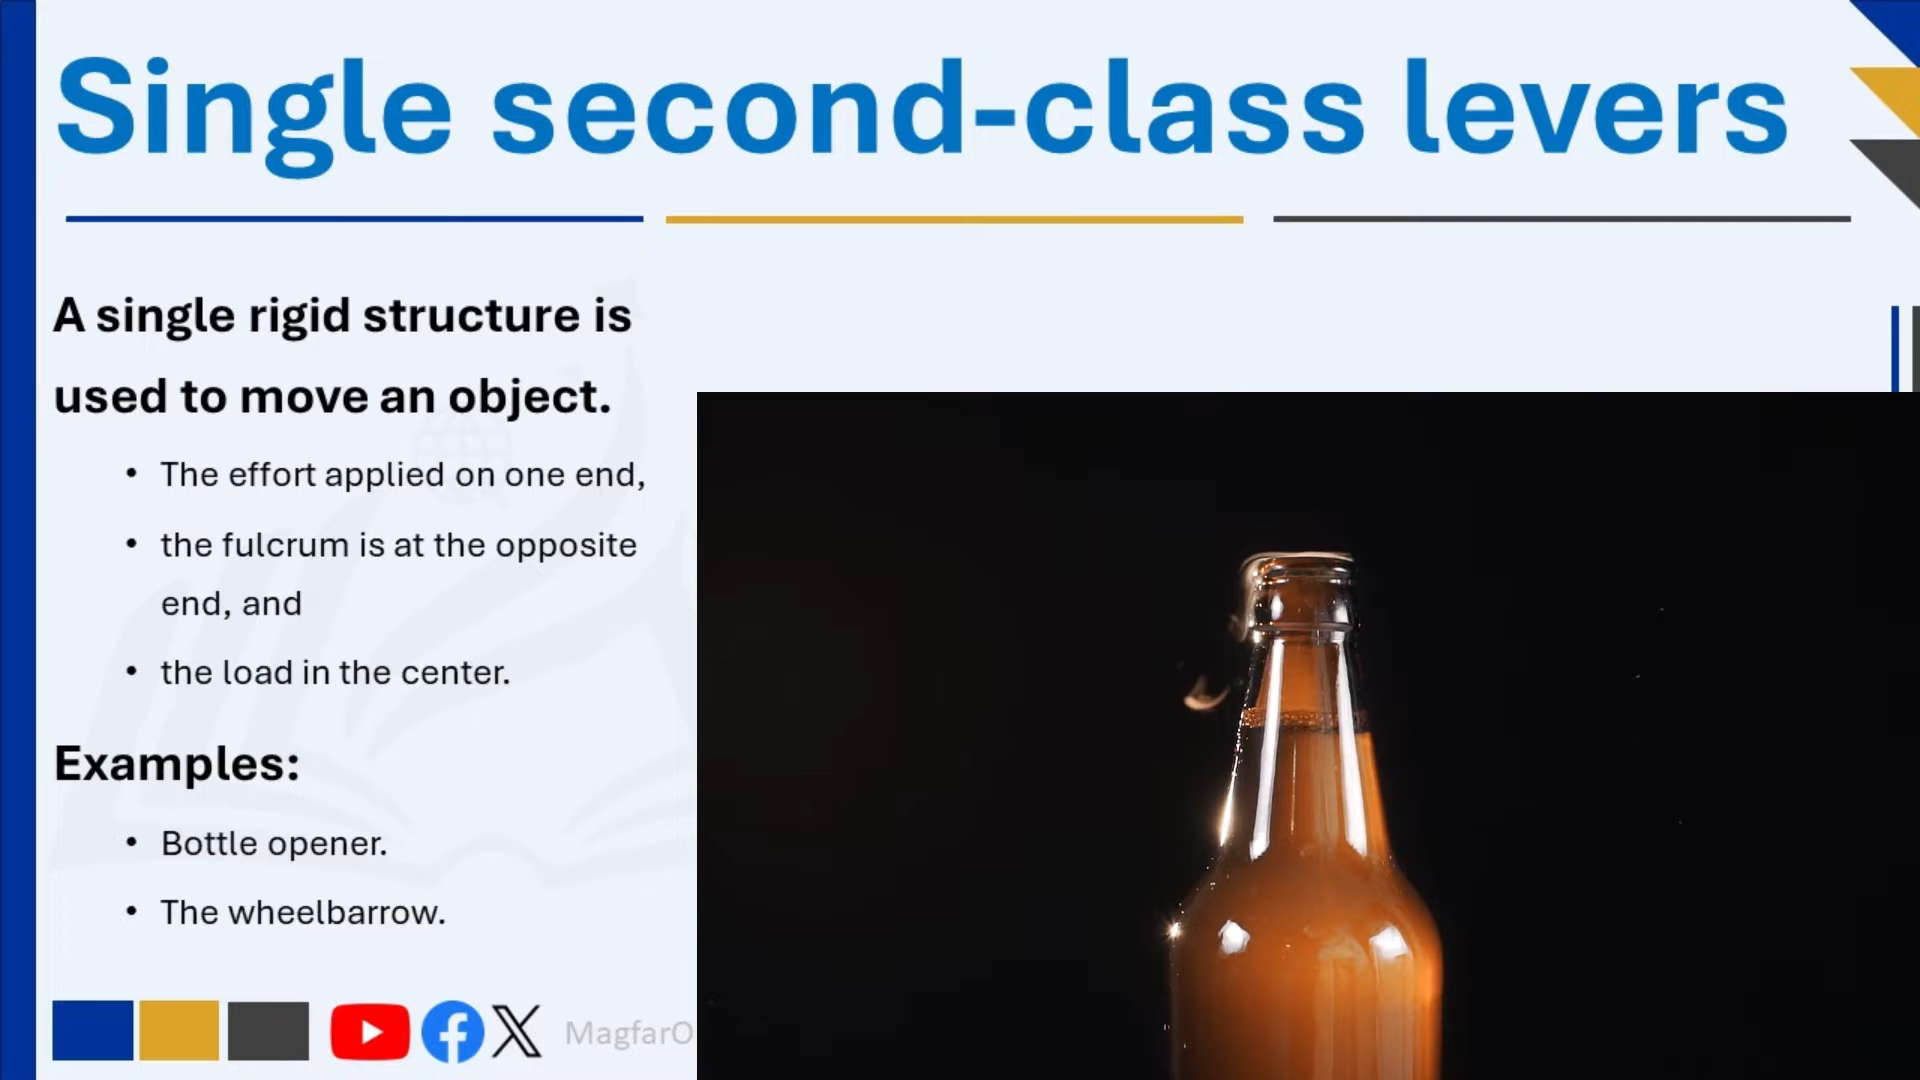 Single second-class levers
A single rigid structure is
used to move an object.
• The effort applied on one end,
• the fulcrum is at the opposite
end, and
• the load in the center.
Examples:
• Bottle opener.
• The wheelbarrow.
MagfarO